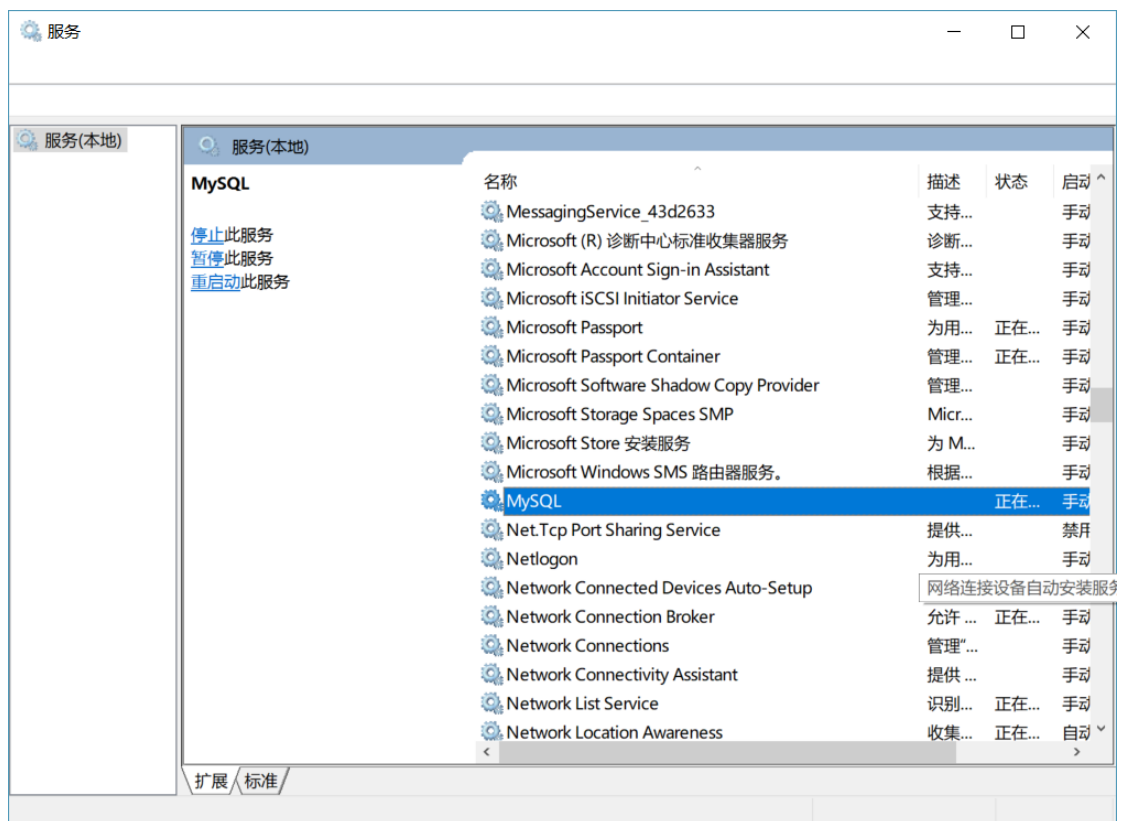 服务
服务(本地)
服务(本地)
MySQL
停止此服务
暂停此服务
重启动此服务
名称 描述 状态 启动
MessagingService_43d2633 支持... 手动
Microsoft (R) 诊断中心标准收集器服务 诊断... 手动
Microsoft Account Sign-in Assistant 支持... 手动
Microsoft iSCSI Initiator Service 管理... 手动
Microsoft Passport 为用... 正在... 手动
Microsoft Passport Container 管理... 正在... 手动
Microsoft Software Shadow Copy Provider 管理... 手动
Microsoft Storage Spaces SMP Micr... 手动
Microsoft Store 安装服务 为 M... 手动
Microsoft Windows SMS 路由器服务。 根据... 手动
MySQL 正在... 手动
Net.Tcp Port Sharing Service 提供... 禁用
Netlogon 为用... 手动
Network Connected Devices Auto-Setup 网络连接设备自动安装服务
Network Connection Broker 允许 ... 正在... 手动
Network Connections 管理"... 手动
Network Connectivity Assistant 提供 ... 手动
Network List Service 识别... 正在... 手动
Network Location Awareness 收集... 正在... 自动
扩展 标准